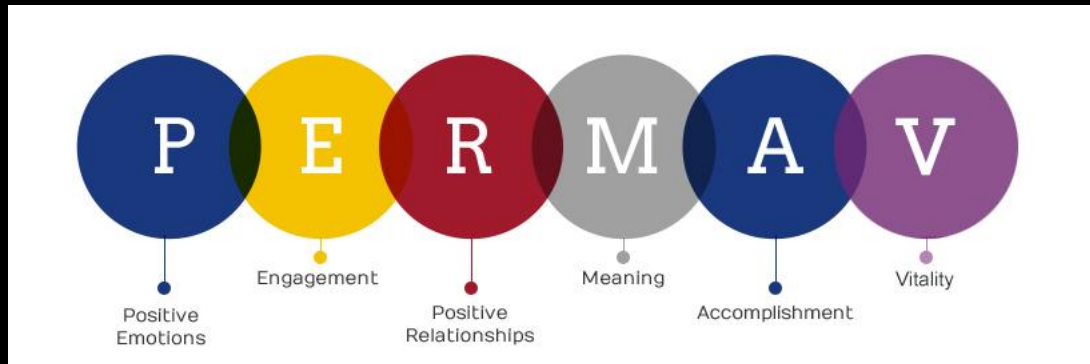 P E R M A V
Engagement
Meaning
Vitality
Positive
Emotions
Positive
Relationships
Accomplishment